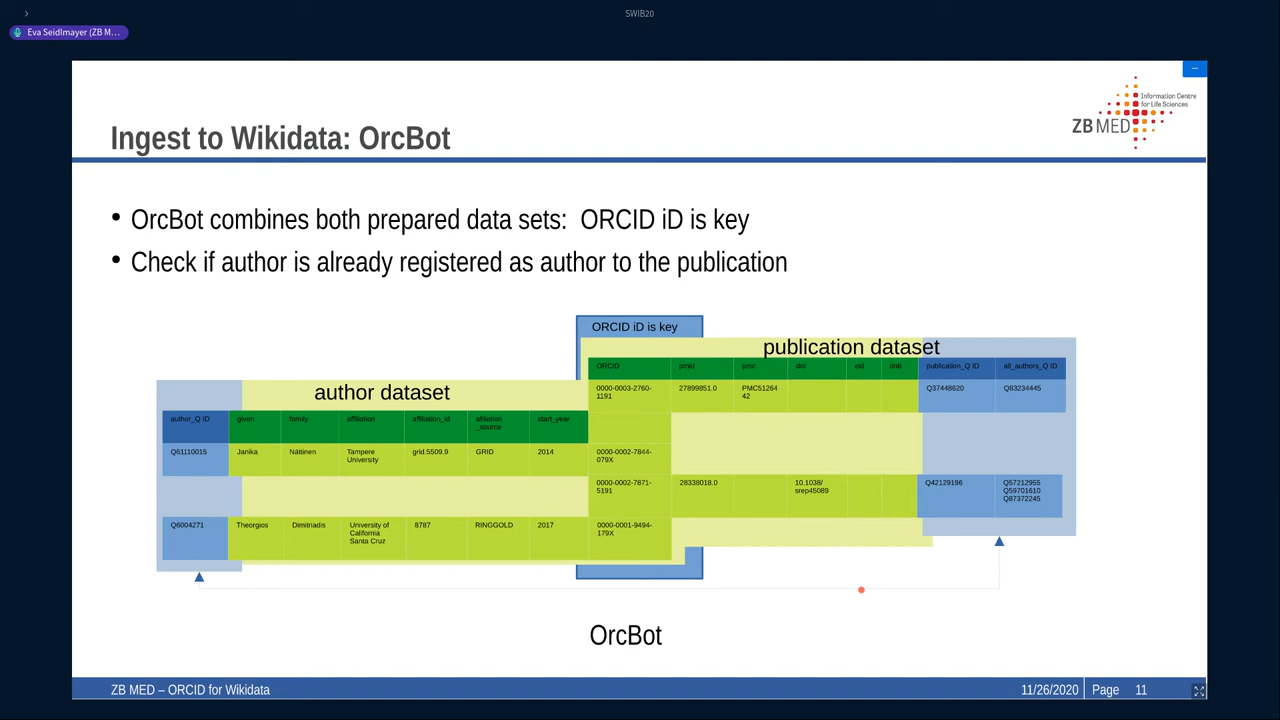 SWIB20
Eva Seidlmayer (ZB M...
Information Centre
for Life Sciences
ZB MED
Ingest to Wikidata: OrcBot
• OrcBot combines both prepared data sets: ORCID iD is key
• Check if author is already registered as author to the publication
ORCID iD is key
publication dataset
ORCID pmid pmc doi eid dnb publication_Q ID all_authors_Q ID
0000-0003-2760-
1191
27899851.0
PMC51264
42
Q37448620
Q83234445
author dataset
author_Q ID given family affiliation affiliation_id afiliation
_source
start_year
Q61110015 Janika Nättinen Tampere
University
grid.5509.9 GRID 2014
0000-0002-7844-
079X
0000-0002-7871-
5191
28338018.0
10.1038/
srep45089
Q42129196
Q57212955
Q59701610
Q87372245
Q6004271 Theorgios Dimitriadis University of
California
Santa Cruz
8787 RINGGOLD 2017
0000-0001-9494-
179X
OrcBot
ZB MED – ORCID for Wikidata
11/26/2020 Page 11